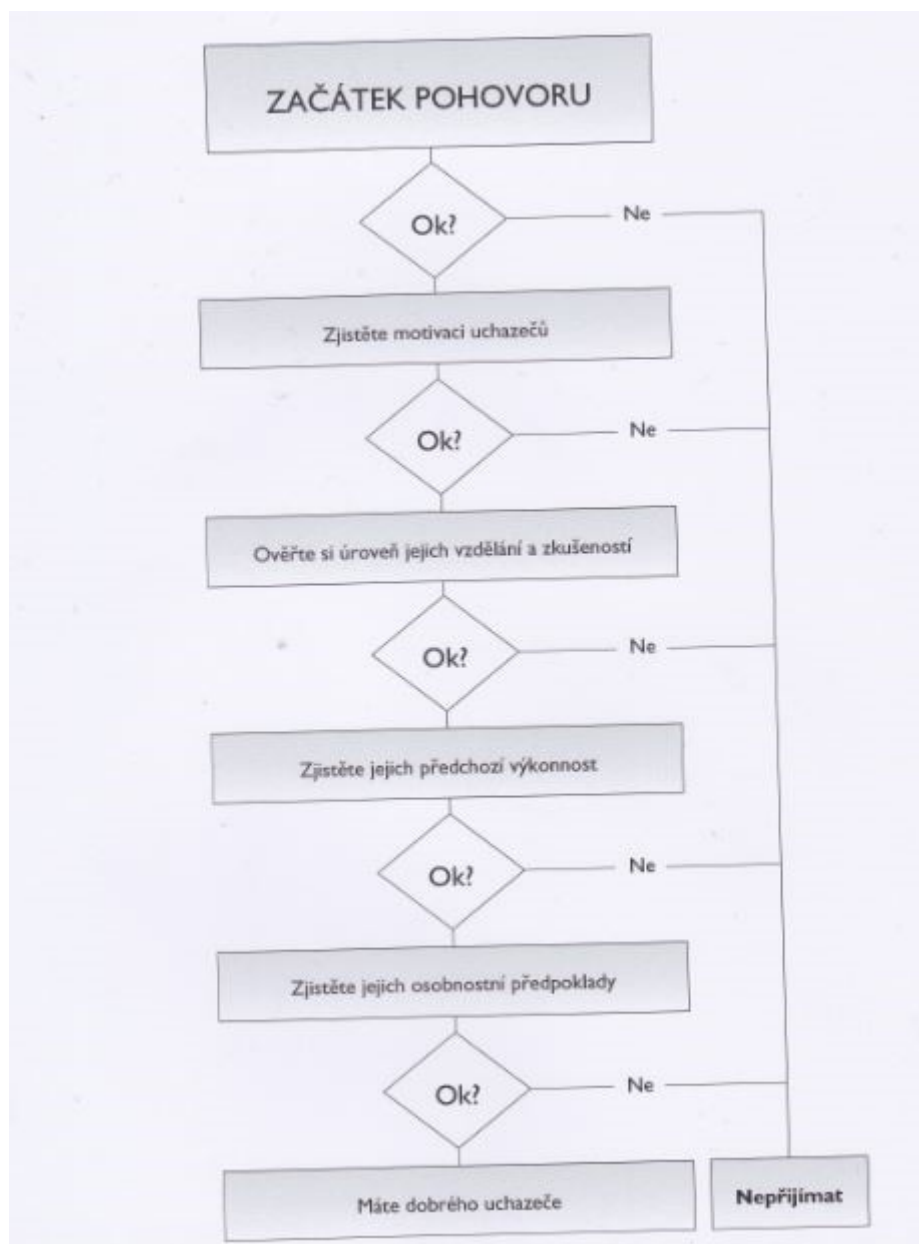 ZAČÁTEK POHOVORU
Ok?
Ne
Zjistěte motivaci uchazečů
Ok?
Ne
Ověřte si úroveň jejich vzdělání a zkušeností
Ok?
Ne
Zjistěte jejich předchozí výkonnost
Ok?
Ne
Zjistěte jejich osobnostní předpoklady
Ok?
Ne
Máte dobrého uchazeče
Nepřijímat